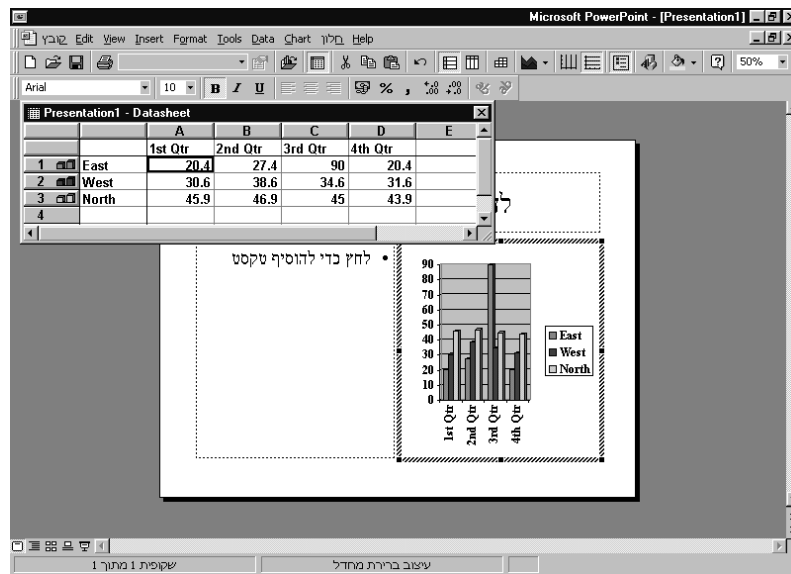 Microsoft PowerPoint - [Presentation1]
קובץ Edit View Insert Format Tools Data Chart חלון Help
50%
Arial 10 B I U % ,
Presentation1 - Datasheet
A B C D E
1st Qtr 2nd Qtr 3rd Qtr 4th Qtr
1 East 20.4 27.4 90 20.4
2 West 30.6 38.6 34.6 31.6
3 North 45.9 46.9 45 43.9
4
• לחץ כדי להוסיף טקסט
90
80
70
60
50
40
30
20
10
0
1st Qtr
2nd Qtr
3rd Qtr
4th Qtr
East
West
North
שקופית 1 מתוך 1
עיצוב ברירת מחדל